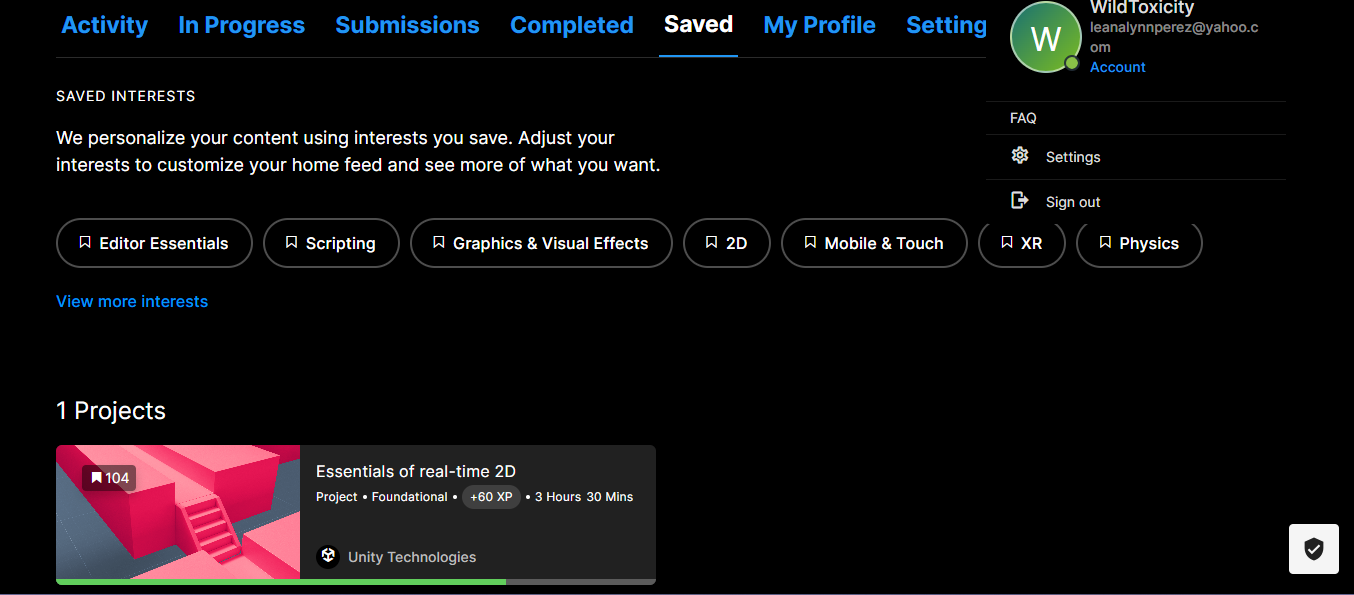 Activity In Progress Submissions Completed Saved My Profile Setting
WildToxicity
leanalynnperez@yahoo.c
om
Account
FAQ
Settings
Sign out
SAVED INTERESTS
We personalize your content using interests you save. Adjust your
interests to customize your home feed and see more of what you want.
Editor Essentials Scripting Graphics & Visual Effects 2D Mobile & Touch XR Physics
View more interests
1 Projects
104
Essentials of real-time 2D
Project • Foundational • +60 XP • 3 Hours 30 Mins
Unity Technologies
W